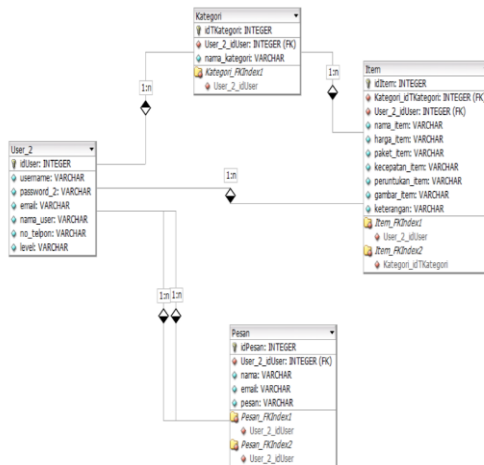 Kategori
idTKategori: INTEGER
User_2_idUser: INTEGER (FK)
nama_kategori: VARCHAR
Kategori_FKIndex1
User_2_idUser
1:n
1:n
Item
idItem: INTEGER
Kategori_idTKategori: INTEGER (FK)
User_2_idUser: INTEGER (FK)
nama_item: VARCHAR
harga_item: VARCHAR
paket_item: VARCHAR
kecepatan_item: VARCHAR
peruntukan_item: VARCHAR
gambar_item: VARCHAR
keterangan: VARCHAR
Item_FKIndex1
User_2_idUser
Item_FKIndex2
Kategori_idTKategori
User_2
idUser: INTEGER
username: VARCHAR
password_2: VARCHAR
email: VARCHAR
nama_user: VARCHAR
no_telpon: VARCHAR
level: VARCHAR
1:n
1:n
1:n
Pesan
idPesan: INTEGER
User_2_idUser: INTEGER (FK)
nama: VARCHAR
email: VARCHAR
pesan: VARCHAR
Pesan_FKIndex1
User_2_idUser
Pesan_FKIndex2
User_2_idUser